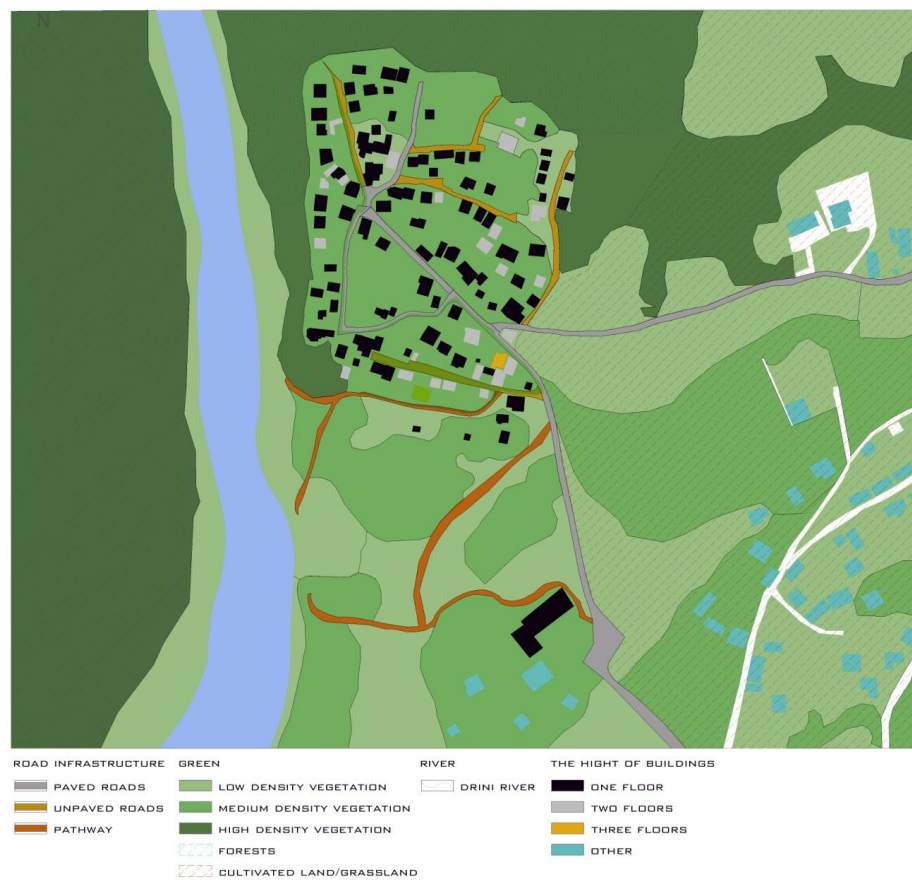 N
ROAD INFRASTRUCTURE
PAVED ROADS
UNPAVED ROADS
PATHWAY
GREEN
LOW DENSITY VEGETATION
MEDIUM DENSITY VEGETATION
HIGH DENSITY VEGETATION
FORESTS
CULTIVATED LAND/GRASSLAND
RIVER
DRINI RIVER
THE HIGHT OF BUILDINGS
ONE FLOOR
TWO FLOORS
THREE FLOORS
OTHER